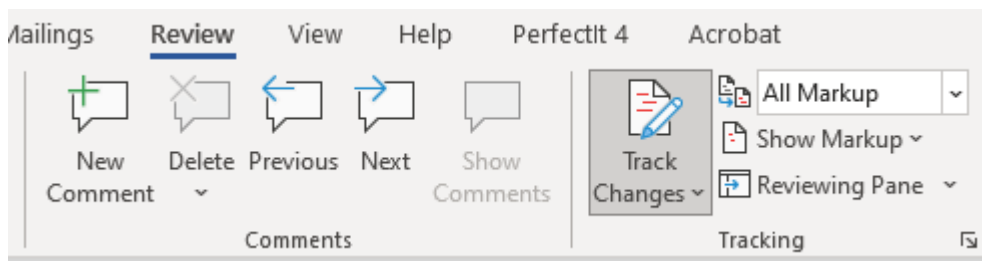 Mailings Review View Help PerfectIt 4 Acrobat
New Comment
Delete
Previous
Next
Show Comments
Comments
Track Changes
All Markup
Show Markup
Reviewing Pane
Tracking